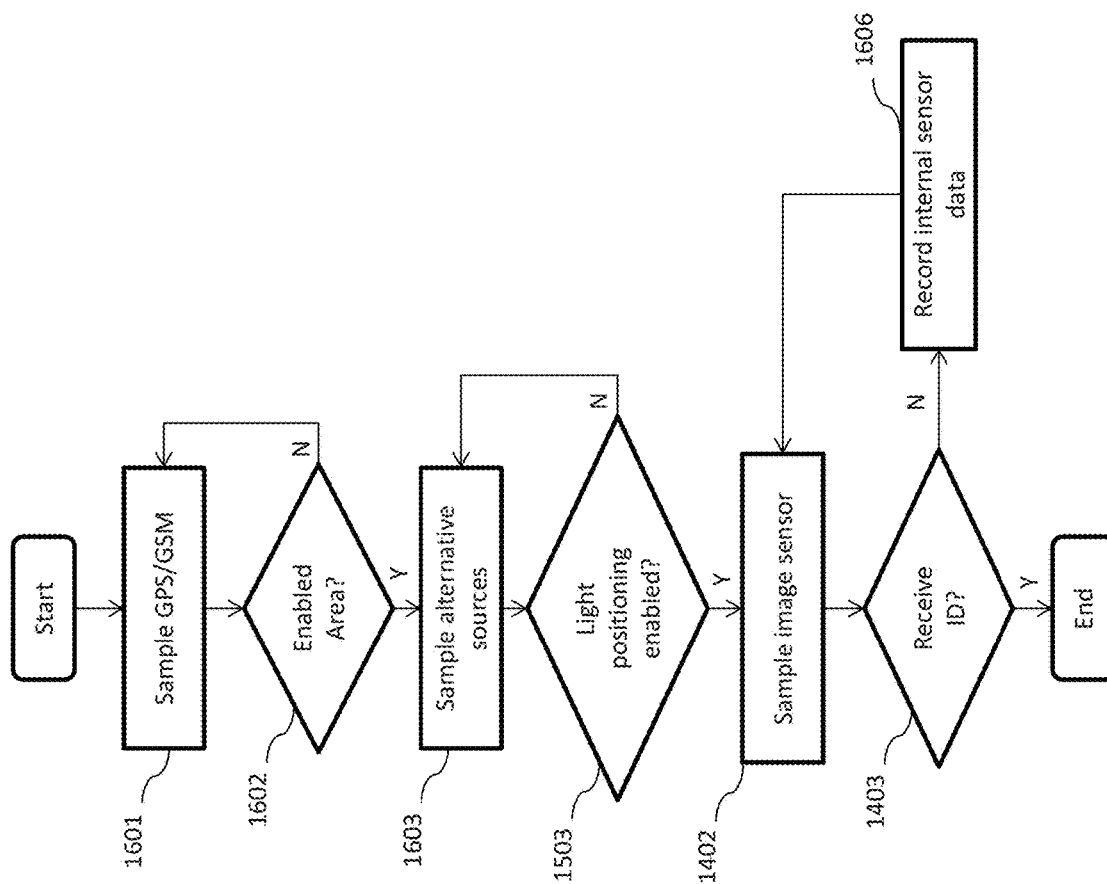 Start
1601
Sample GPS/GSM
1602
Enabled
Area?
N
Y
1603
Sample alternative
sources
1503
Light
positioning
enabled?
N
Y
1402
Sample image sensor
1403
Receive
ID?
N
Y
1606
Record internal sensor
data
End